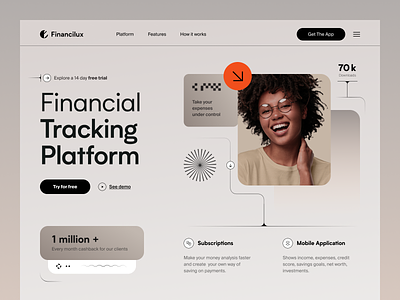 Financilux
Platform
Features
How it works
Get The App
Explore a 14 day free trial
Financial
Tracking
Platform
Try for free
See demo
Take your
expenses
under control
70 k
Downloads
1 million +
Every month cashback for our clients
Subscriptions
Make your money analysis faster
and create your own way of
saving on payments.
Mobile Application
Shows income, expenses, credit
score, savings goals, net worth,
investments.